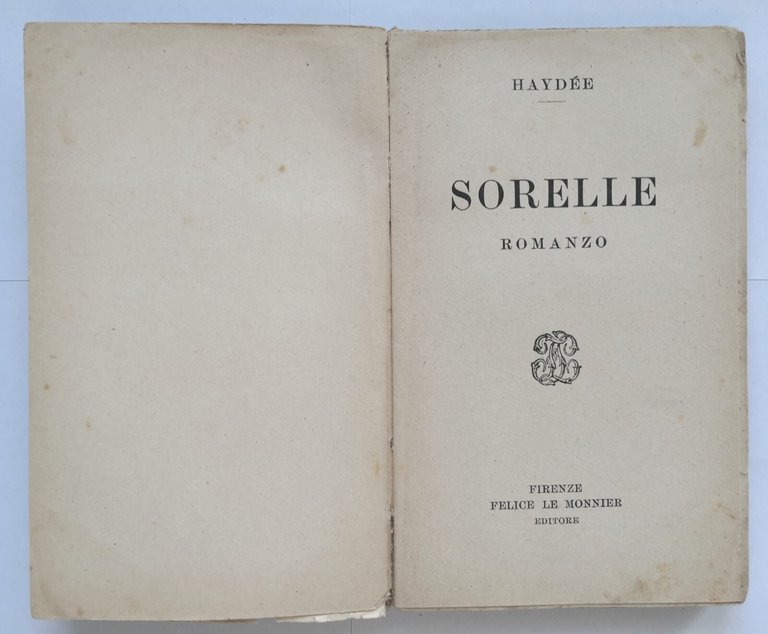 HAYDÉE
SORELLE
ROMANZO
FIRENZE
FELICE LE MONNIER
EDITORE